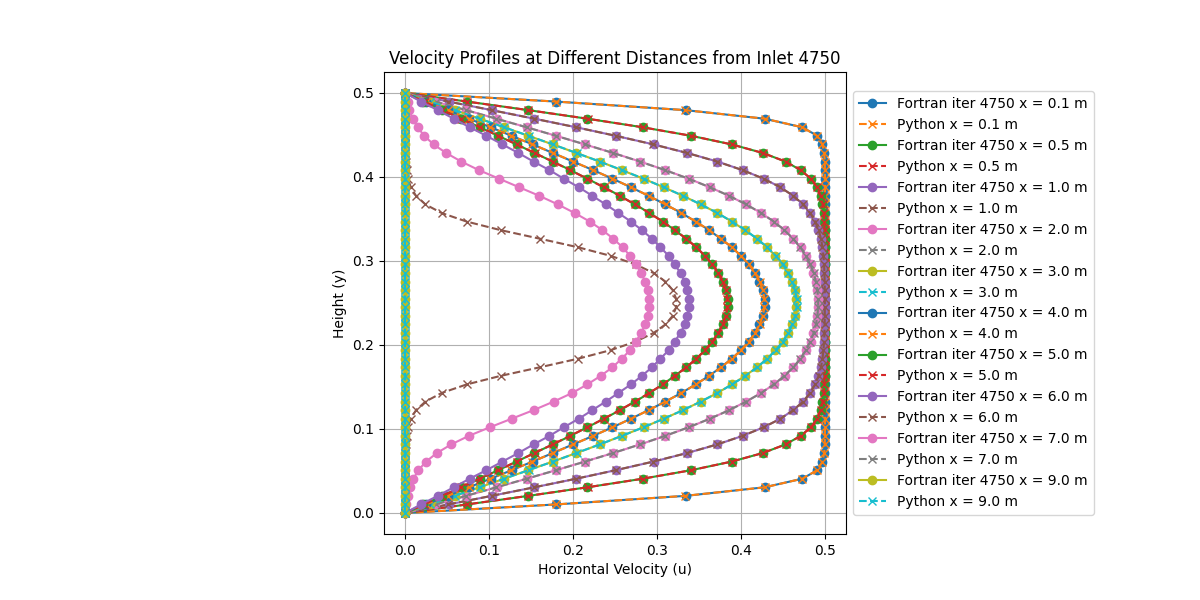 Velocity Profiles at Different Distances from Inlet 4750
0.5
0.4
0.3
0.2
0.1
0.0
Height (y)
0.0 0.1 0.2 0.3 0.4 0.5
Horizontal Velocity (u)
Fortran iter 4750 x = 0.1 m
Python x = 0.1 m
Fortran iter 4750 x = 0.5 m
Python x = 0.5 m
Fortran iter 4750 x = 1.0 m
Python x = 1.0 m
Fortran iter 4750 x = 2.0 m
Python x = 2.0 m
Fortran iter 4750 x = 3.0 m
Python x = 3.0 m
Fortran iter 4750 x = 4.0 m
Python x = 4.0 m
Fortran iter 4750 x = 5.0 m
Python x = 5.0 m
Fortran iter 4750 x = 6.0 m
Python x = 6.0 m
Fortran iter 4750 x = 7.0 m
Python x = 7.0 m
Fortran iter 4750 x = 9.0 m
Python x = 9.0 m